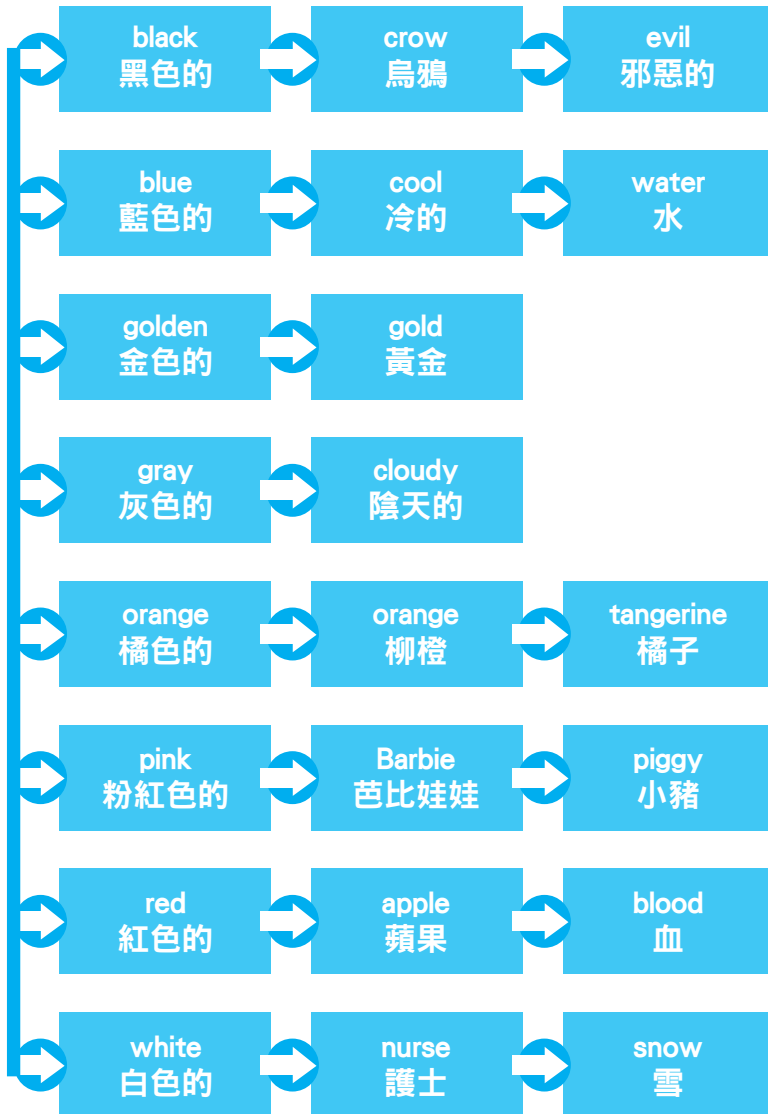 black
黑色的
crow
烏鴉
evil
邪惡的
blue
藍色的
cool
冷的
water
水
golden
金色的
gold
黃金
gray
灰色的
cloudy
陰天的
orange
橘色的
orange
柳橙
tangerine
橘子
pink
粉紅色的
Barbie
芭比娃娃
piggy
小豬
red
紅色的
apple
蘋果
blood
血
white
白色的
nurse
護士
snow
雪